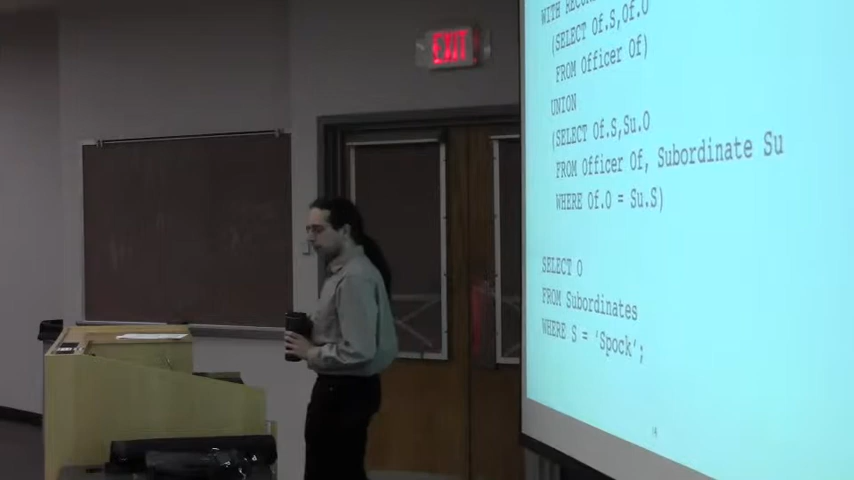 EXIT
WITH
(SELECT Of.S,Of.O
FROM Officer Of)
UNION
(SELECT Of.S,Su.O
FROM Officer Of, Subordinate Su
WHERE Of.O = Su.S)
SELECT O
FROM Subordinates
WHERE S = 'Spock';